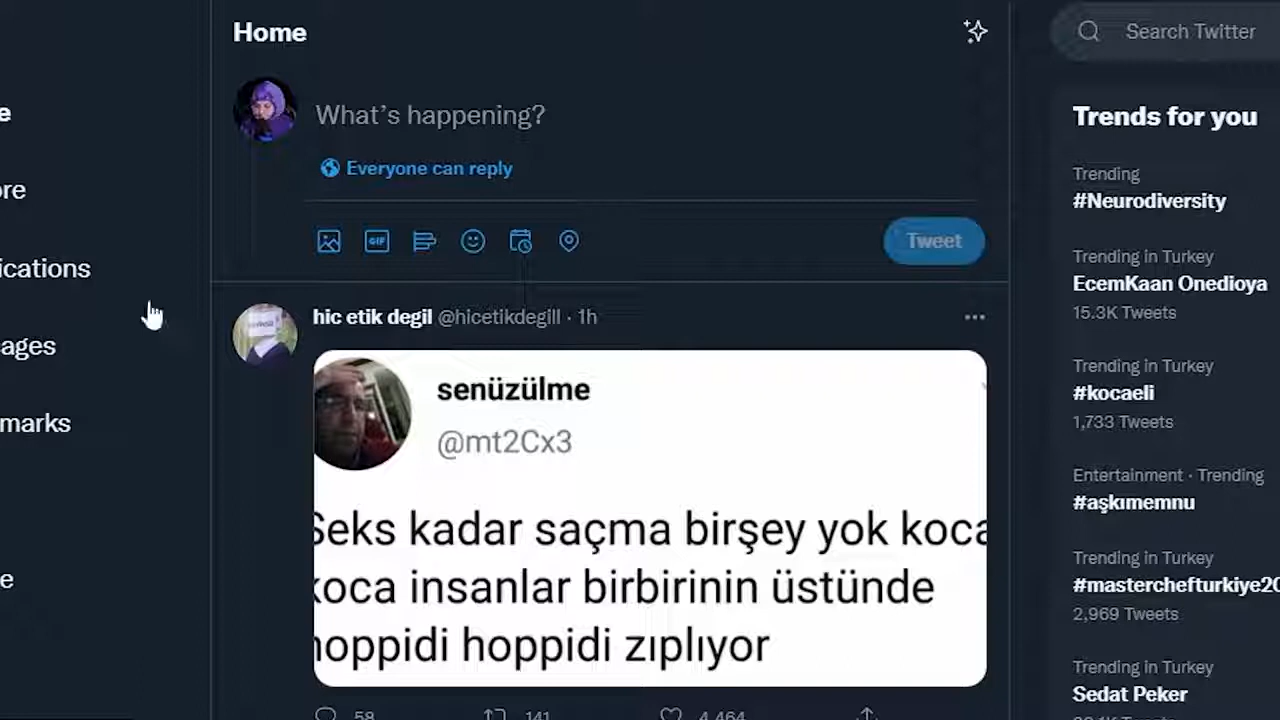 Home
Search Twitter
What's happening?
Everyone can reply
GIF
Tweet
hic etik degil @hicetikdegill · 1h
senüzülme
@mt2Cx3
Seks kadar saçma birşey yok koca
koca insanlar birbirinin üstünde
hoppidi hoppidi zıplıyor
58 141 4,464
e
ore
ications
ages
marks
e
Trends for you
Trending
#Neurodiversity
Trending in Turkey
EcemKaan Onedioya
15.3K Tweets
Trending in Turkey
#kocaeli
1,733 Tweets
Entertainment · Trending
#aşkımemnu
Trending in Turkey
#masterchefturkiye20
2,969 Tweets
Trending in Turkey
Sedat Peker